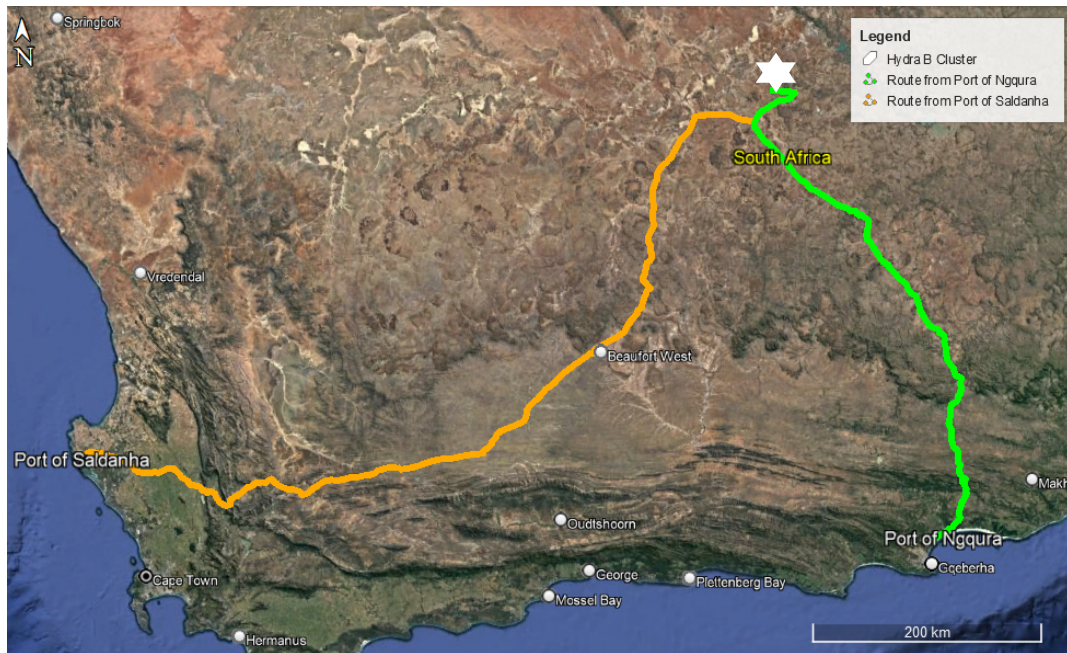 Springbok
N
Legend
Hydra B Cluster
Route from Port of Ngqura
Route from Port of Saldanha
South Africa
Vredendal
Beaufort West
Port of Saldanha
Makh
Oudtshoorn
Port of Ngqura
Gqeberha
George
Cape Town
Plettenberg Bay
Mossel Bay
200 km
Hermanus